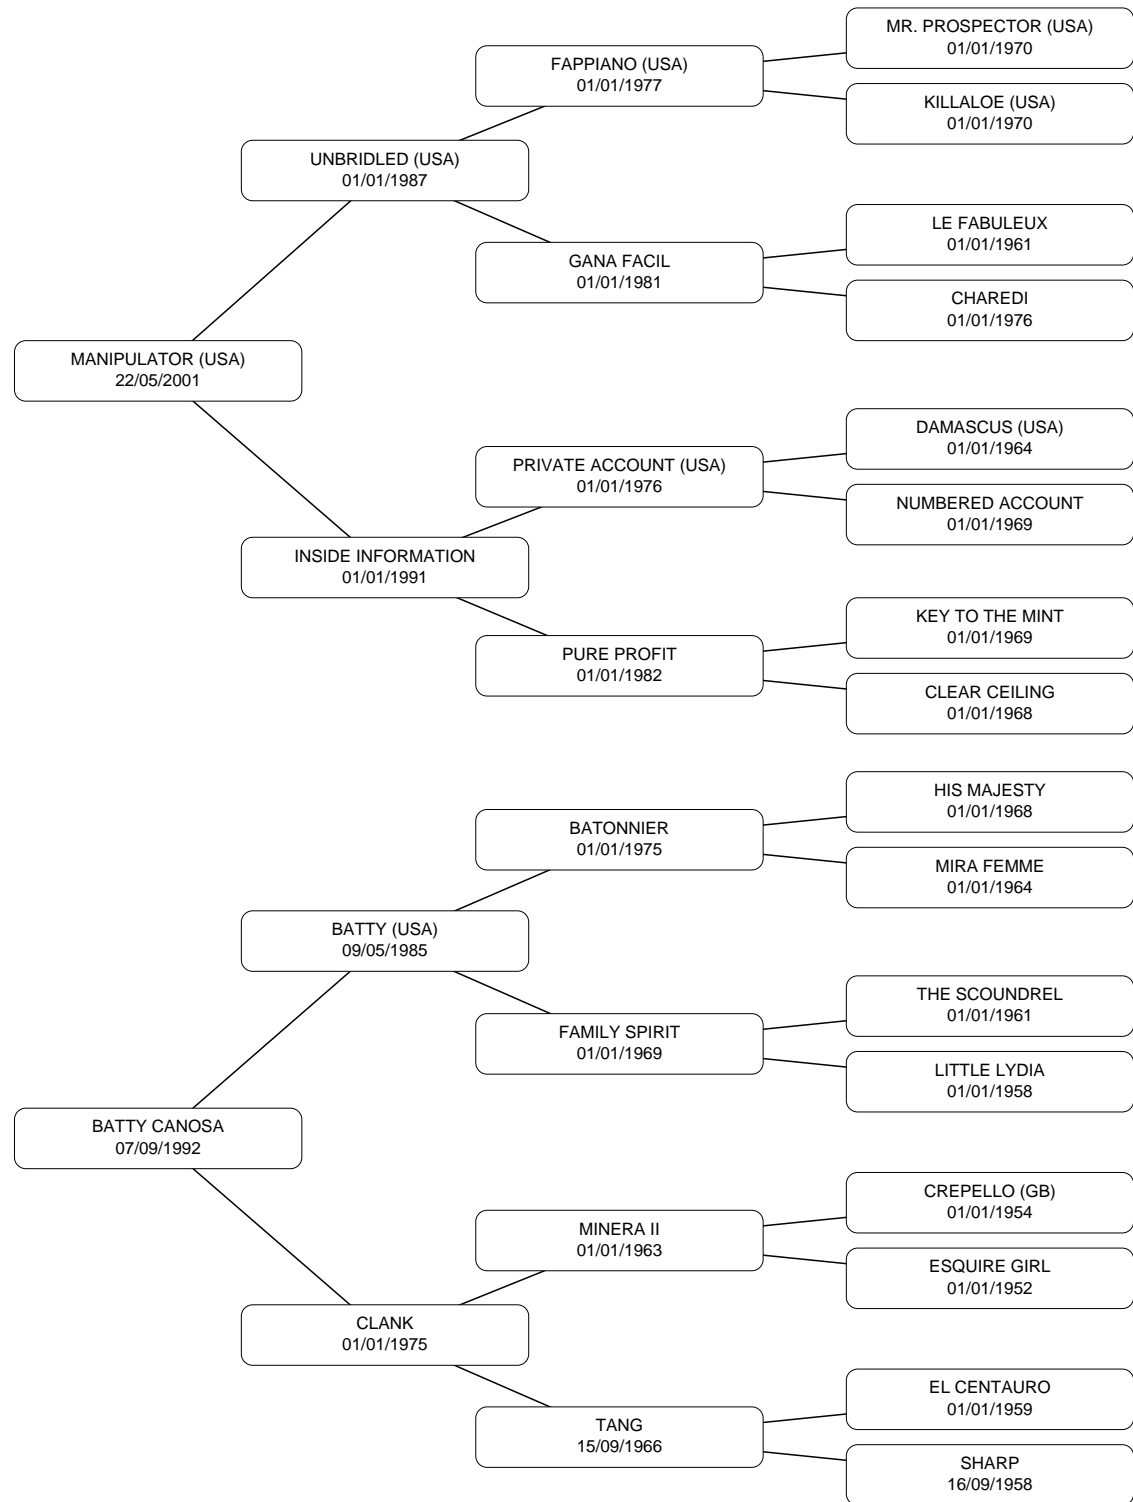 MR. PROSPECTOR (USA)
01/01/1970
FAPPIANO (USA)
01/01/1977
KILLALOE (USA)
01/01/1970
UNBRIDLED (USA)
01/01/1987
LE FABULEUX
01/01/1961
GANA FACIL
01/01/1981
CHAREDI
01/01/1976
MANIPULATOR (USA)
22/05/2001
DAMASCUS (USA)
01/01/1964
PRIVATE ACCOUNT (USA)
01/01/1976
NUMBERED ACCOUNT
01/01/1969
INSIDE INFORMATION
01/01/1991
KEY TO THE MINT
01/01/1969
PURE PROFIT
01/01/1982
CLEAR CEILING
01/01/1968
HIS MAJESTY
01/01/1968
BATONNIER
01/01/1975
MIRA FEMME
01/01/1964
BATTY (USA)
09/05/1985
THE SCOUNDREL
01/01/1961
FAMILY SPIRIT
01/01/1969
LITTLE LYDIA
01/01/1958
BATTY CANOSA
07/09/1992
CREPELLO (GB)
01/01/1954
MINERA II
01/01/1963
ESQUIRE GIRL
01/01/1952
CLANK
01/01/1975
EL CENTAURO
01/01/1959
TANG
15/09/1966
SHARP
16/09/1958